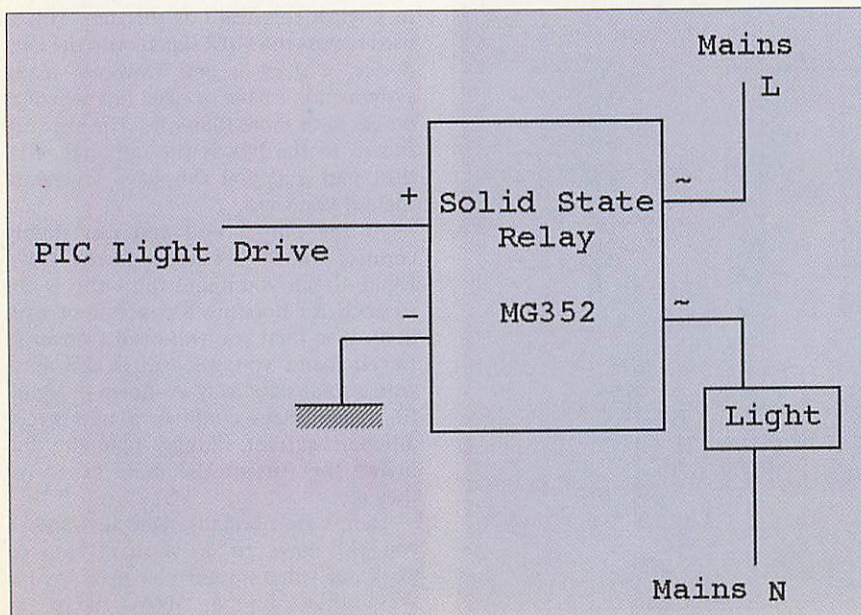 Mains
L
+
~
Solid State
Relay
PIC Light Drive
−
MG352
~
Light
Mains N